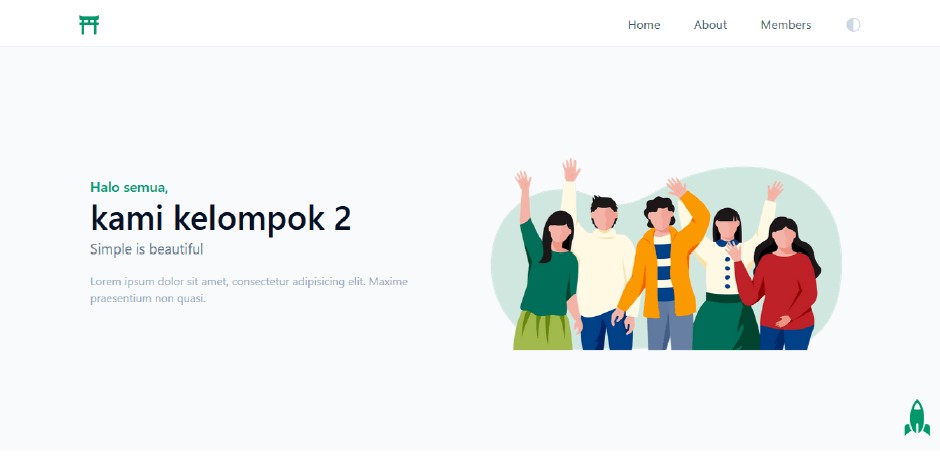 Home
About
Members
Halo semua,
kami kelompok 2
Simple is beautiful
Lorem ipsum dolor sit amet, consectetur adipisicing elit. Maxime
praesentium non quasi.